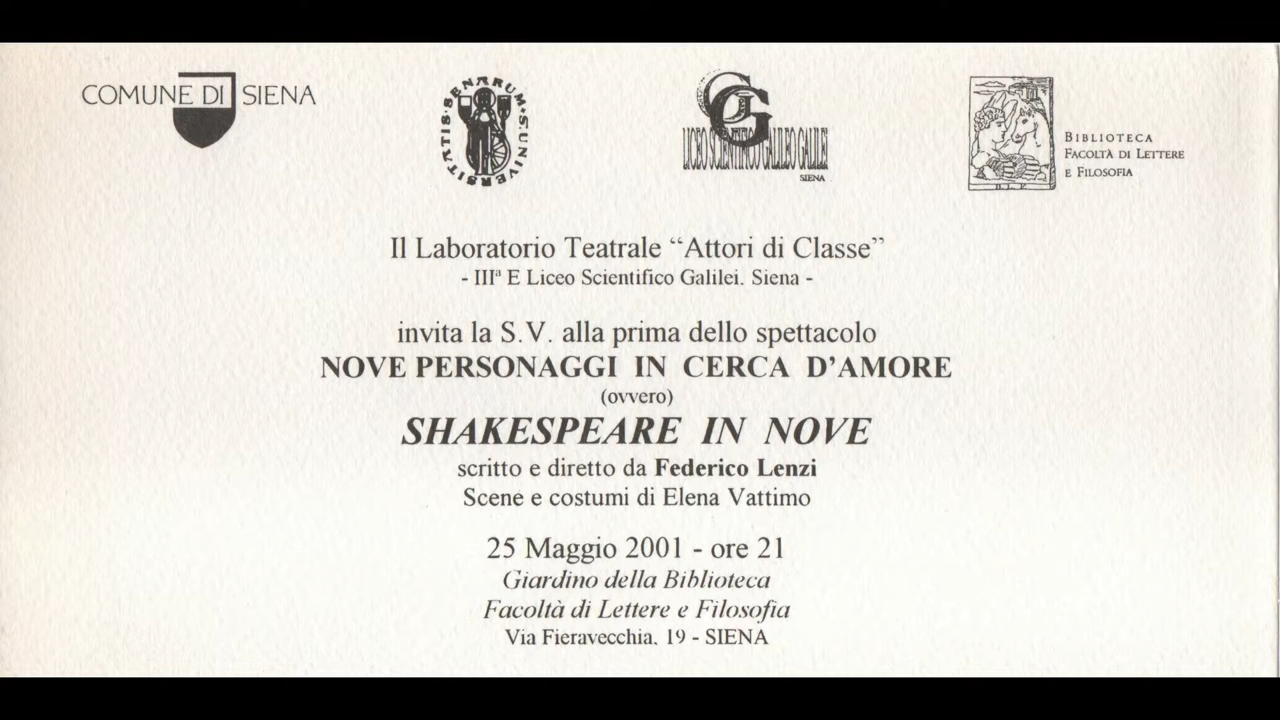 COMUNE DI SIENA
SENARUM S. UNIVERSITATIS
LICEO SCIENTIFICO GALILEO GALILEI
SIENA
BIBLIOTECA
FACOLTÀ DI LETTERE
E FILOSOFIA
Il Laboratorio Teatrale “Attori di Classe”
- IIIª E Liceo Scientifico Galilei. Siena -
invita la S.V. alla prima dello spettacolo
NOVE PERSONAGGI IN CERCA D’AMORE
(ovvero)
SHAKESPEARE IN NOVE
scritto e diretto da Federico Lenzi
Scene e costumi di Elena Vattimo
25 Maggio 2001 - ore 21
Giardino della Biblioteca
Facoltà di Lettere e Filosofia
Via Fieravecchia, 19 - SIENA